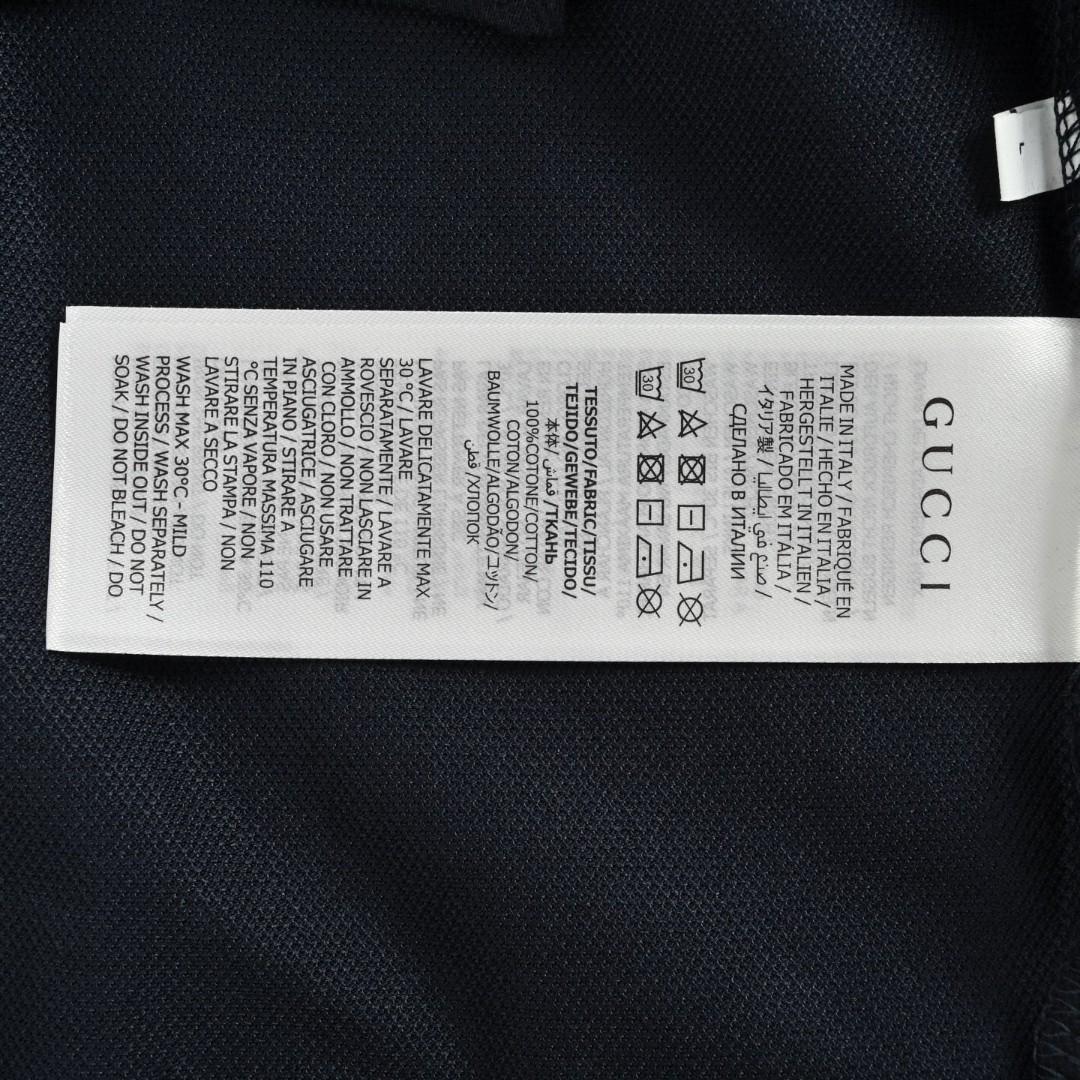 GUCCI
MADE IN ITALY / FABRIQUÉ EN
ITALIE / HECHO EN ITALIA /
HERGESTELLT IN ITALIEN /
FABRICADO EM ITÁLIA /
イタリア製 / صنع في إيطاليا /
СДЕЛАНО В ИТАЛИИ
30
30
TESSUTO/FABRIC/TISSU/
TEJIDO/GEWEBE/TECIDO/
本体/ قماش /ТКАНЬ
100%COTONE/COTTON/
COTON/ALGODON/
BAUMWOLLE/ALGODÃO/コットン/
قطن /ХЛОПОК
LAVARE DELICATAMENTE MAX
30 °C / LAVARE
SEPARATAMENTE / LAVARE A
ROVESCIO / NON LASCIARE IN
AMMOLLO / NON TRATTARE
CON CLORO / NON USARE
ASCIUGATRICE / ASCIUGARE
IN PIANO / STIRARE A
TEMPERATURA MASSIMA 110
°C SENZA VAPORE / NON
STIRARE LA STAMPA / NON
LAVARE A SECCO
WASH MAX 30°C - MILD
PROCESS / WASH SEPARATELY /
WASH INSIDE OUT / DO NOT
SOAK / DO NOT BLEACH / DO
L